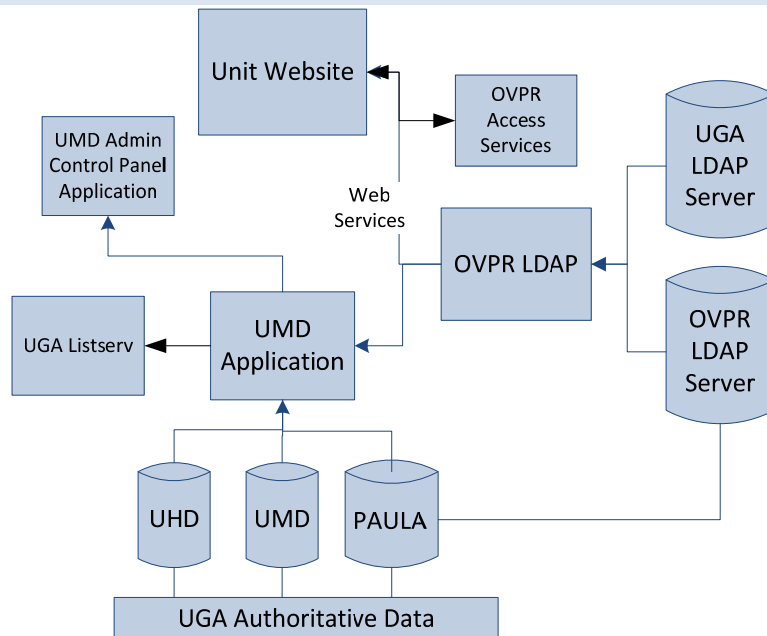 Unit Website
OVPR
Access
Services
UGA
LDAP
Server
UMD Admin
Control Panel
Application
Web
Services
OVPR LDAP
UMD
Application
UGA Listserv
OVPR
LDAP
Server
UHD
UMD
PAULA
UGA Authoritative Data